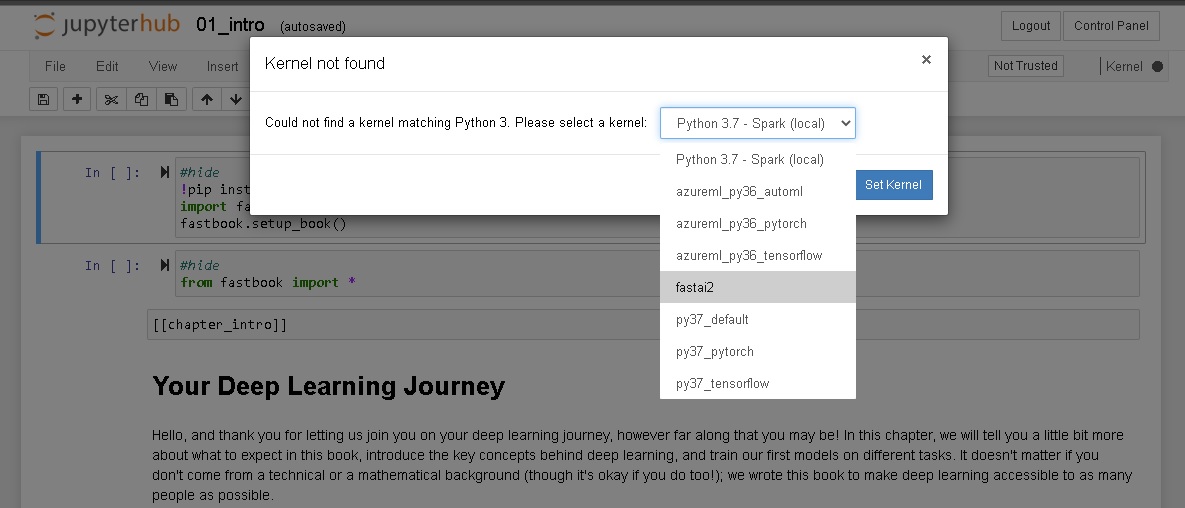 jupyterhub 01_intro (autosaved) Logout Control Panel
File Edit View Insert Not Trusted Kernel
Kernel not found ×
Could not find a kernel matching Python 3. Please select a kernel: Python 3.7 - Spark (local)
Python 3.7 - Spark (local)
azureml_py36_automl
azureml_py36_pytorch
azureml_py36_tensorflow
fastai2
py37_default
py37_pytorch
py37_tensorflow
Set Kernel
In [ ]: #hide
!pip inst
import fa
fastbook.setup_book()
In [ ]: #hide
from fastbook import *
[[chapter_intro]]
Your Deep Learning Journey
Hello, and thank you for letting us join you on your deep learning journey, however far along that you may be! In this chapter, we will tell you a little bit more
about what to expect in this book, introduce the key concepts behind deep learning, and train our first models on different tasks. It doesn't matter if you
don't come from a technical or a mathematical background (though it's okay if you do too!); we wrote this book to make deep learning accessible to as many
people as possible.